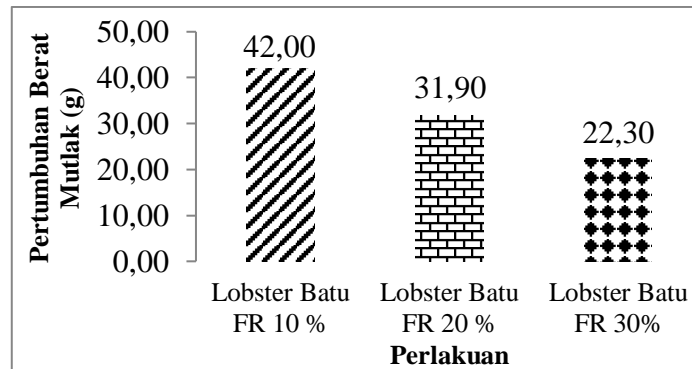 Pertumbuhan Berat
Mutlak (g)
50,00
40,00
30,00
20,00
10,00
0,00
42,00
31,90
22,30
Lobster Batu
FR 10 %
Lobster Batu
FR 20 %
Lobster Batu
FR 30%
Perlakuan